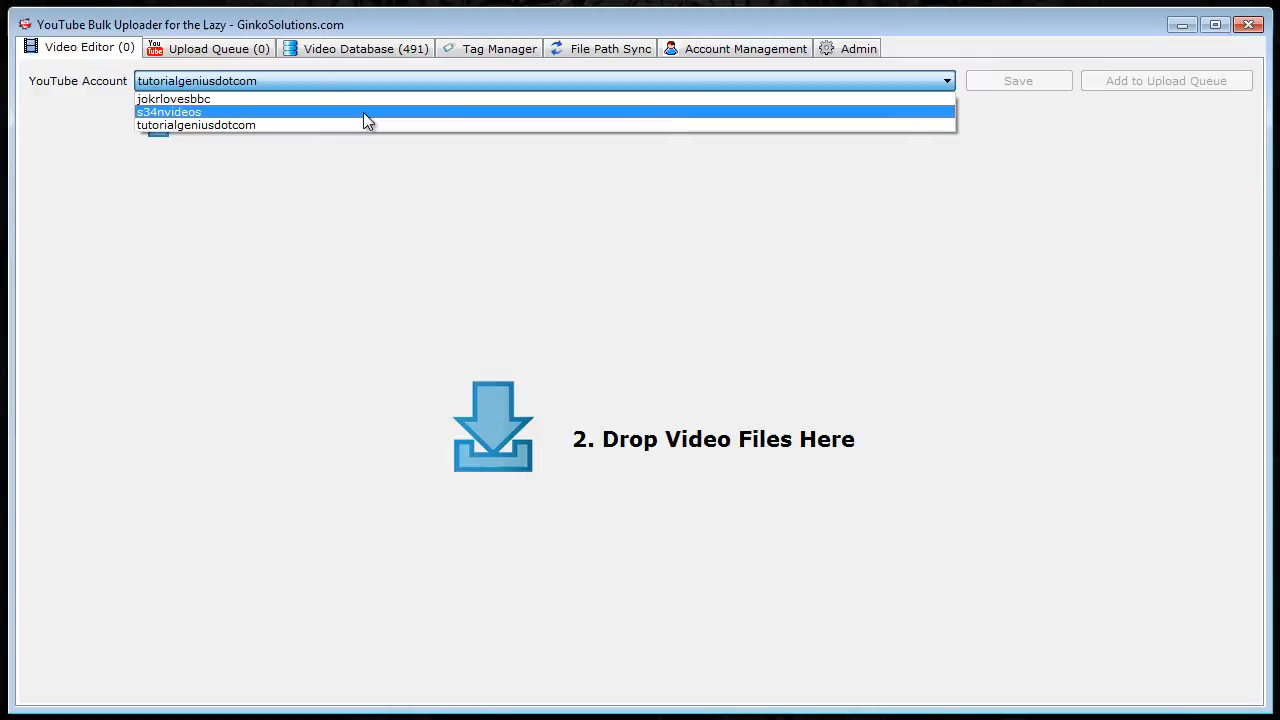 YouTube Bulk Uploader for the Lazy - GinkoSolutions.com
Video Editor (0) You Tube Upload Queue (0) Video Database (491) Tag Manager File Path Sync Account Management Admin
YouTube Account tutorialgeniusdotcom Save Add to Upload Queue
jokrlovesbbc
s34nvideos
tutorialgeniusdotcom
2. Drop Video Files Here